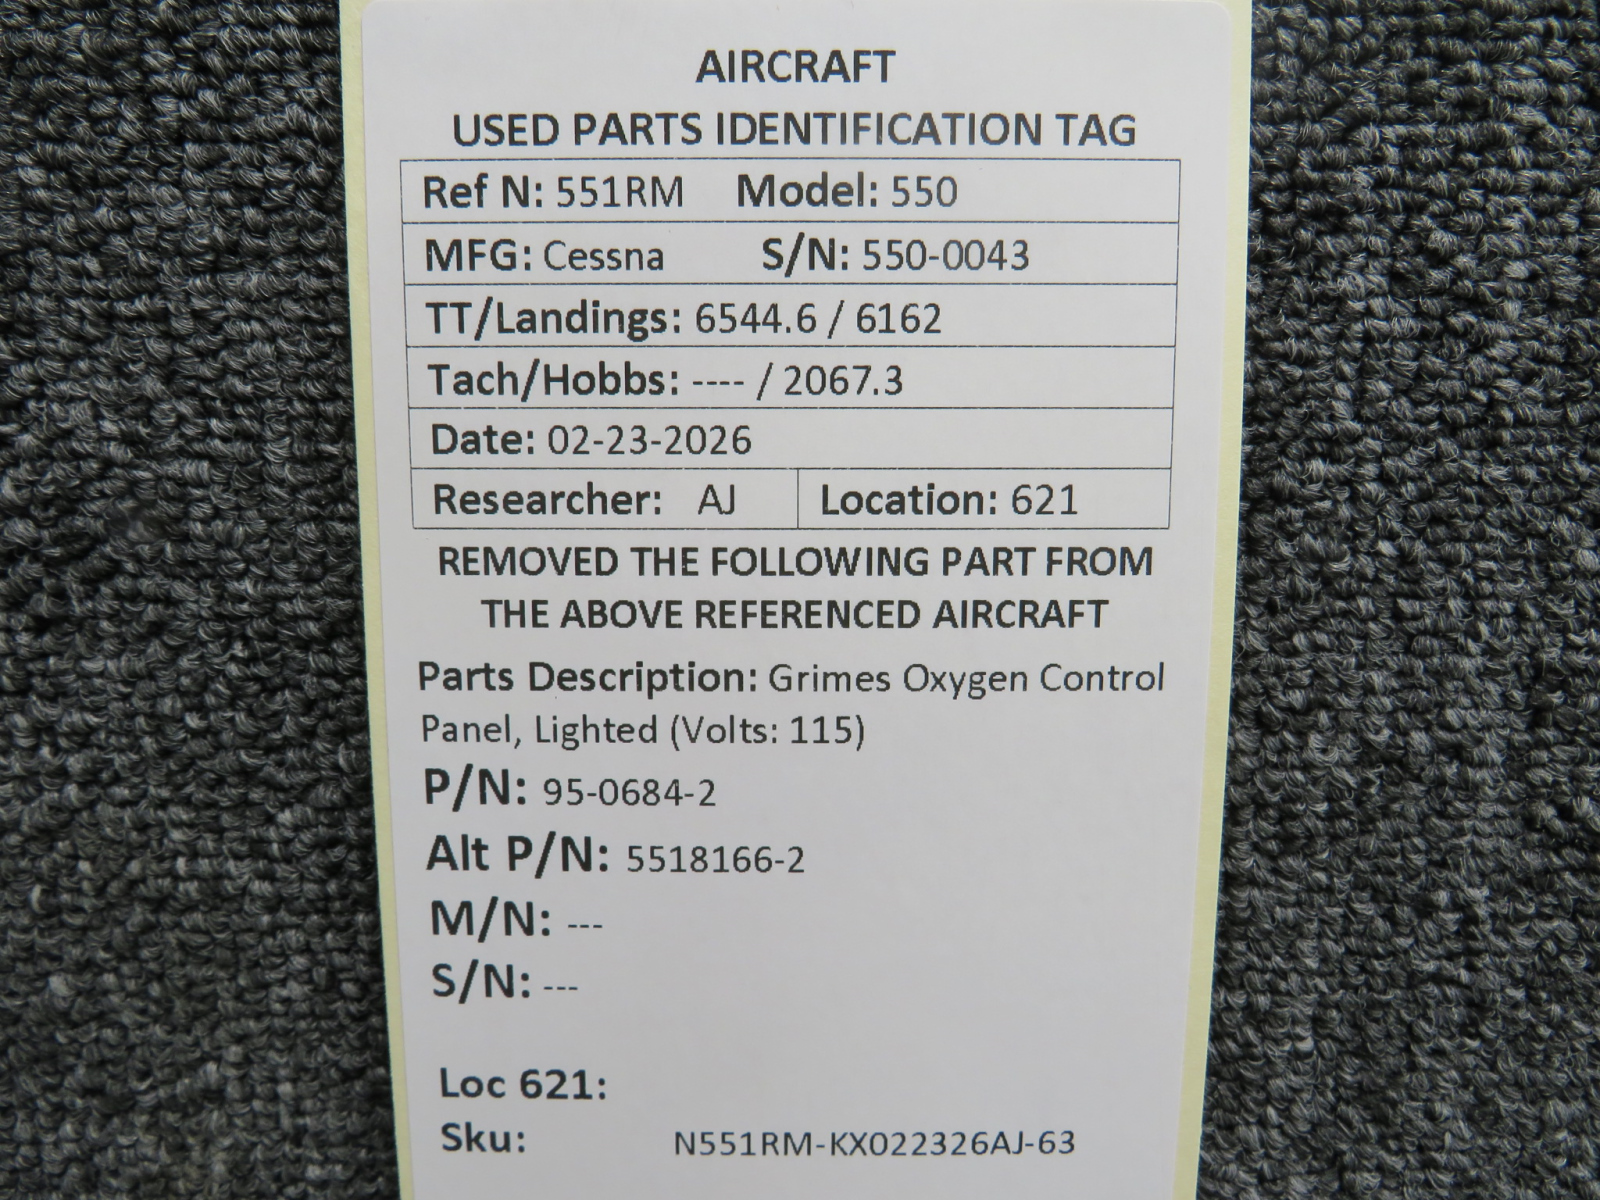 AIRCRAFT
USED PARTS IDENTIFICATION TAG
Ref N: 551RM Model: 550
MFG: Cessna S/N: 550-0043
TT/Landings: 6544.6 / 6162
Tach/Hobbs: ---- / 2067.3
Date: 02-23-2026
Researcher: AJ Location: 621
REMOVED THE FOLLOWING PART FROM
THE ABOVE REFERENCED AIRCRAFT
Parts Description: Grimes Oxygen Control
Panel, Lighted (Volts: 115)
P/N: 95-0684-2
Alt P/N: 5518166-2
M/N: ---
S/N: ---
Loc 621:
Sku: N551RM-KX022326AJ-63